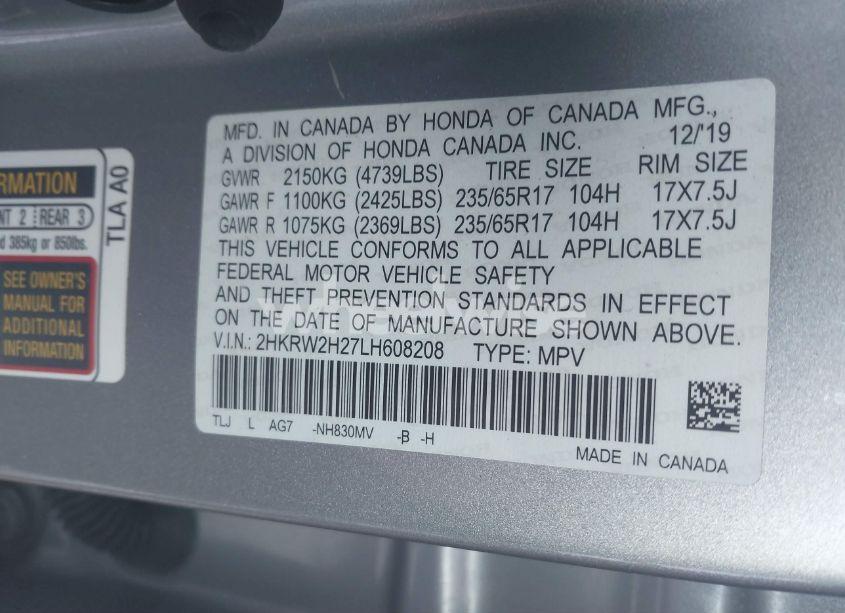 RMATION
NT 2 REAR 3
d 385kg or 850lbs.
SEE OWNER'S
MANUAL FOR
ADDITIONAL
INFORMATION
TLA A0
MFD. IN CANADA BY HONDA OF CANADA MFG.,
A DIVISION OF HONDA CANADA INC. 12/'19
GVWR 2150KG (4739LBS) TIRE SIZE RIM SIZE
GAWR F 1100KG (2425LBS) 235/65R17 104H 17X7.5J
GAWR R 1075KG (2369LBS) 235/65R17 104H 17X7.5J
THIS VEHICLE CONFORMS TO ALL APPLICABLE
FEDERAL MOTOR VEHICLE SAFETY
AND THEFT PREVENTION STANDARDS IN EFFECT
ON THE DATE OF MANUFACTURE SHOWN ABOVE.
V.I.N.: 2HKRW2H27LH608208 TYPE: MPV
TLJ L AG7 -NH830MV -B -H
MADE IN CANADA